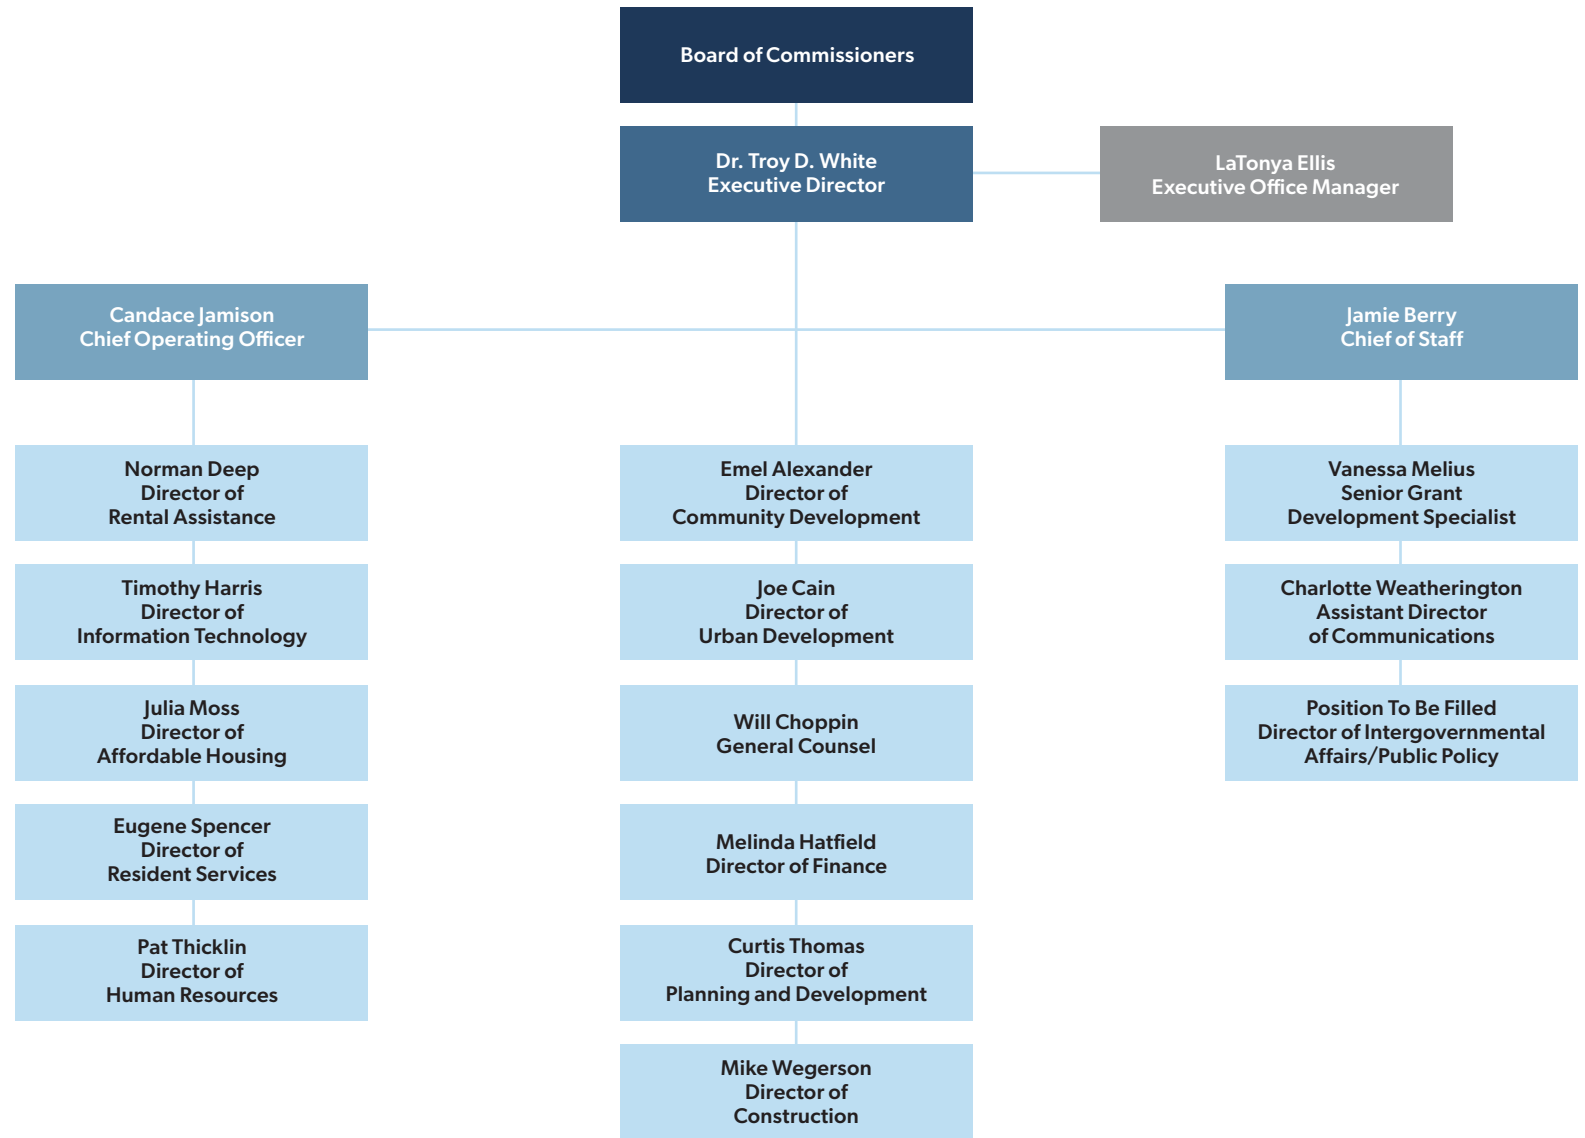 Board of Commissioners
Dr. Troy D. White
Executive Director
LaTonya Ellis
Executive Office Manager
Candace Jamison
Chief Operating Officer
Jamie Berry
Chief of Staff
Norman Deep
Director of
Rental Assistance
Timothy Harris
Director of
Information Technology
Julia Moss
Director of
Affordable Housing
Eugene Spencer
Director of
Resident Services
Pat Thicklin
Director of
Human Resources
Emel Alexander
Director of
Community Development
Joe Cain
Director of
Urban Development
Will Choppin
General Counsel
Melinda Hatfield
Director of Finance
Curtis Thomas
Director of
Planning and Development
Mike Wegerson
Director of
Construction
Vanessa Melius
Senior Grant
Development Specialist
Charlotte Weatherington
Assistant Director
of Communications
Position To Be Filled
Director of Intergovernmental
Affairs/Public Policy